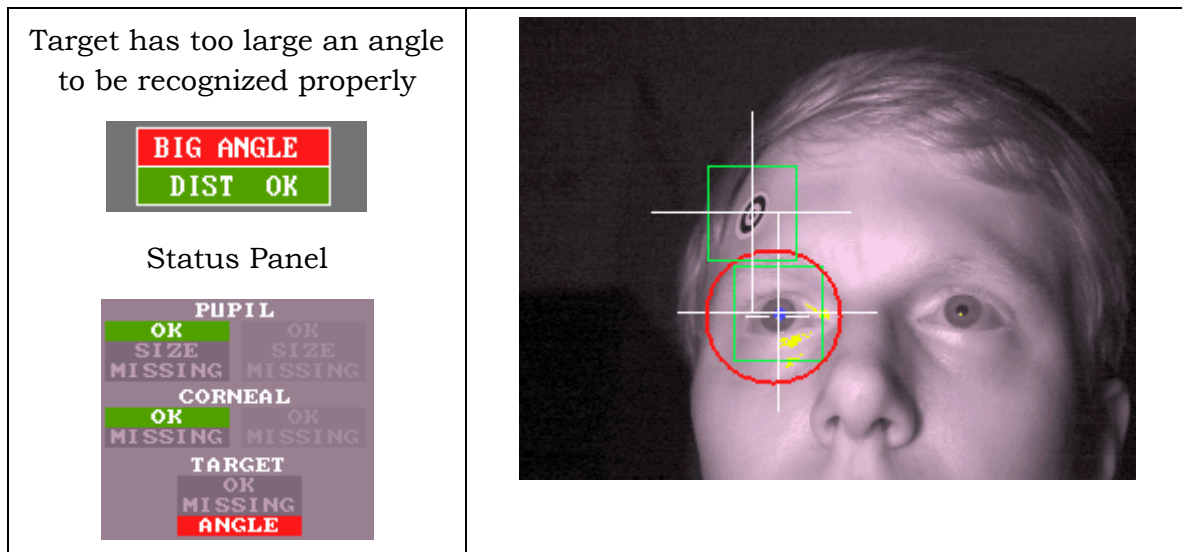 Target has too large an angle
to be recognized properly
BIG ANGLE
DIST OK
Status Panel
PUPIL
OK OK
SIZE SIZE
MISSING MISSING
CORNEAL
OK OK
MISSING MISSING
TARGET
OK
MISSING
ANGLE